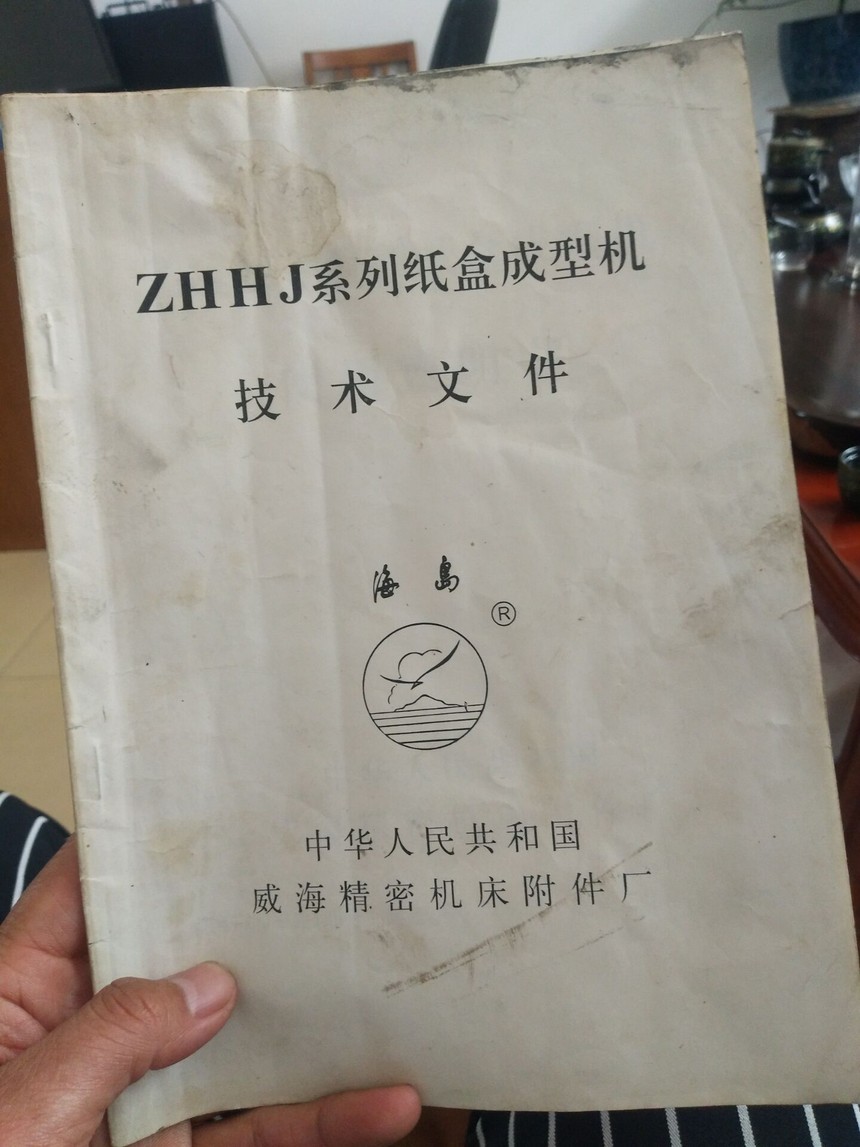 ZHHJ系列纸盒成型机
技术文件
海岛
®
中华人民共和国
威海精密机床附件厂